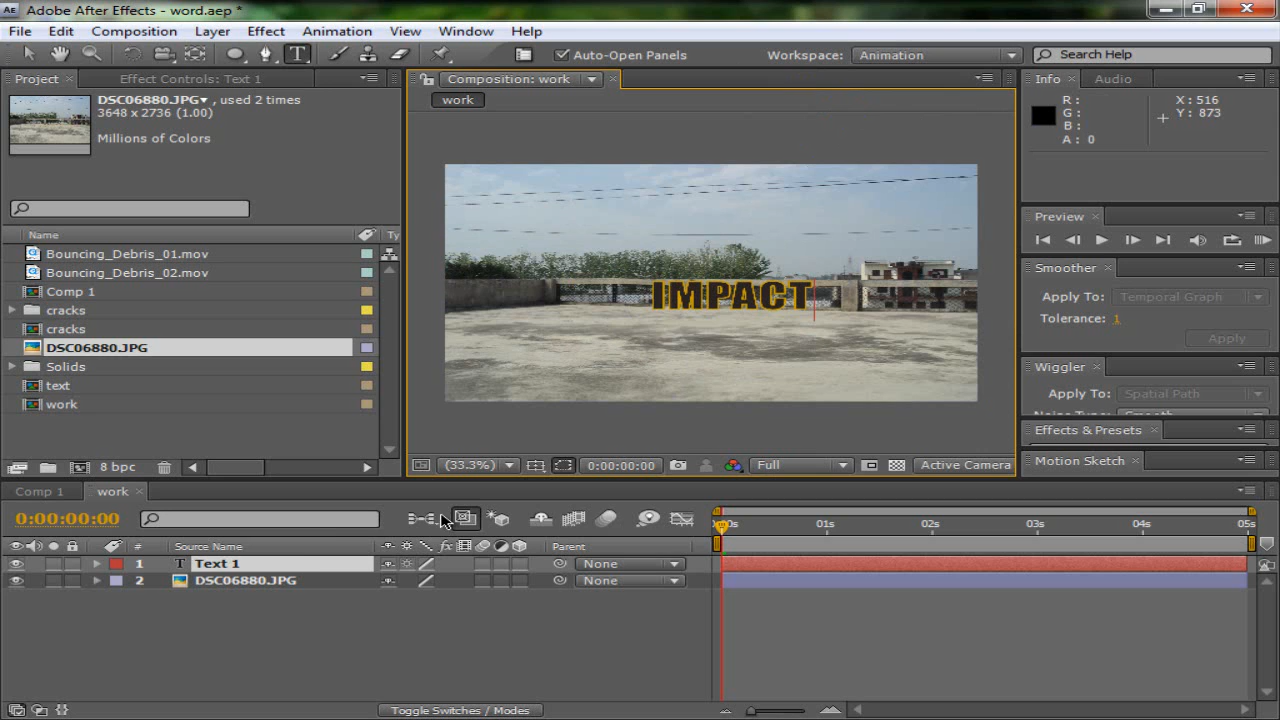 Adobe After Effects - word.aep *
File Edit Composition Layer Effect Animation View Window Help
Auto-Open Panels Workspace: Animation Search Help
Project Effect Controls: Text 1
DSC06880.JPG , used 2 times
3648 x 2736 (1.00)
Millions of Colors
Name Ty
Bouncing_Debris_01.mov
Bouncing_Debris_02.mov
Comp 1
cracks
cracks
DSC06880.JPG
Solids
text
work
8 bpc
Composition: work
work
IMPACT
(33.3%) 0:00:00:00 Full Active Camera
Info Audio
R: X: 516
G: Y: 873
B:
A: 0
Preview
Smoother
Apply To: Temporal Graph
Tolerance: 1
Apply
Wiggler
Apply To: Spatial Path
Noise Type: Smooth
Effects & Presets
Motion Sketch
Comp 1 work
0:00:00:00
# Source Name fx Parent
1 T Text 1 None
2 DSC06880.JPG None
01s 02s 03s 04s 05s
Toggle Switches / Modes